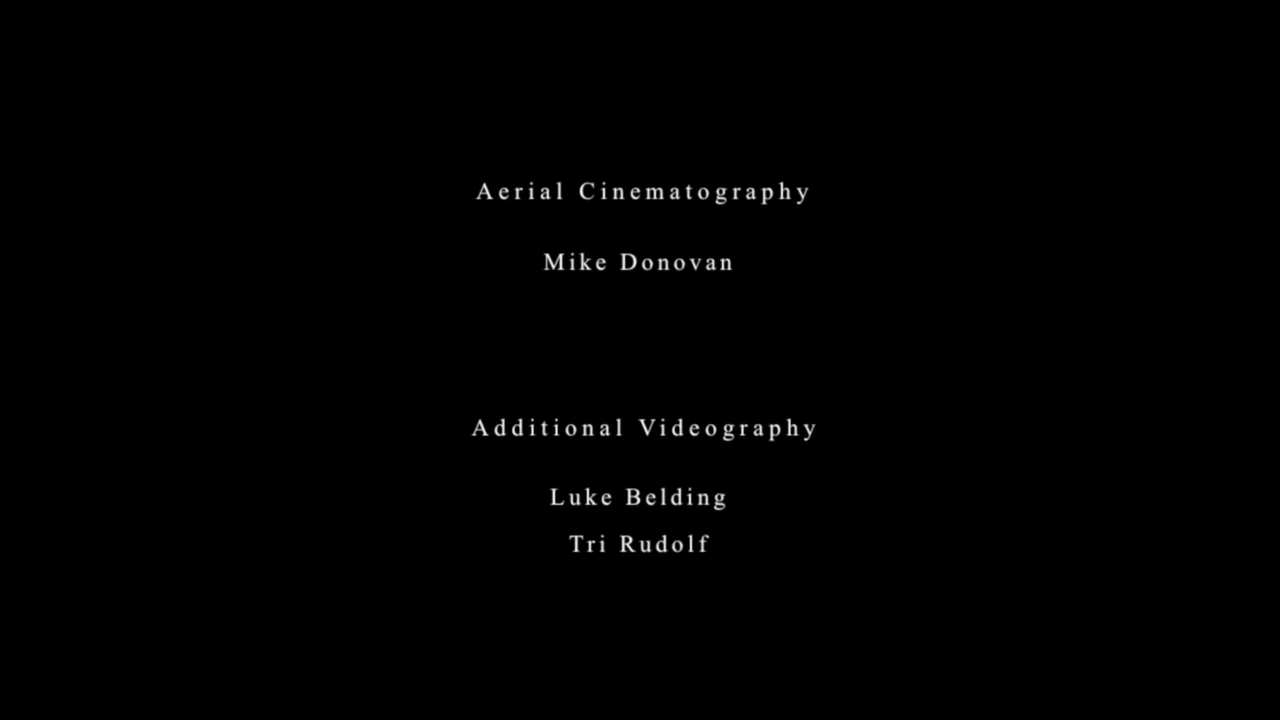 Aerial Cinematography
Mike Donovan
Additional Videography
Luke Belding
Tri Rudolf